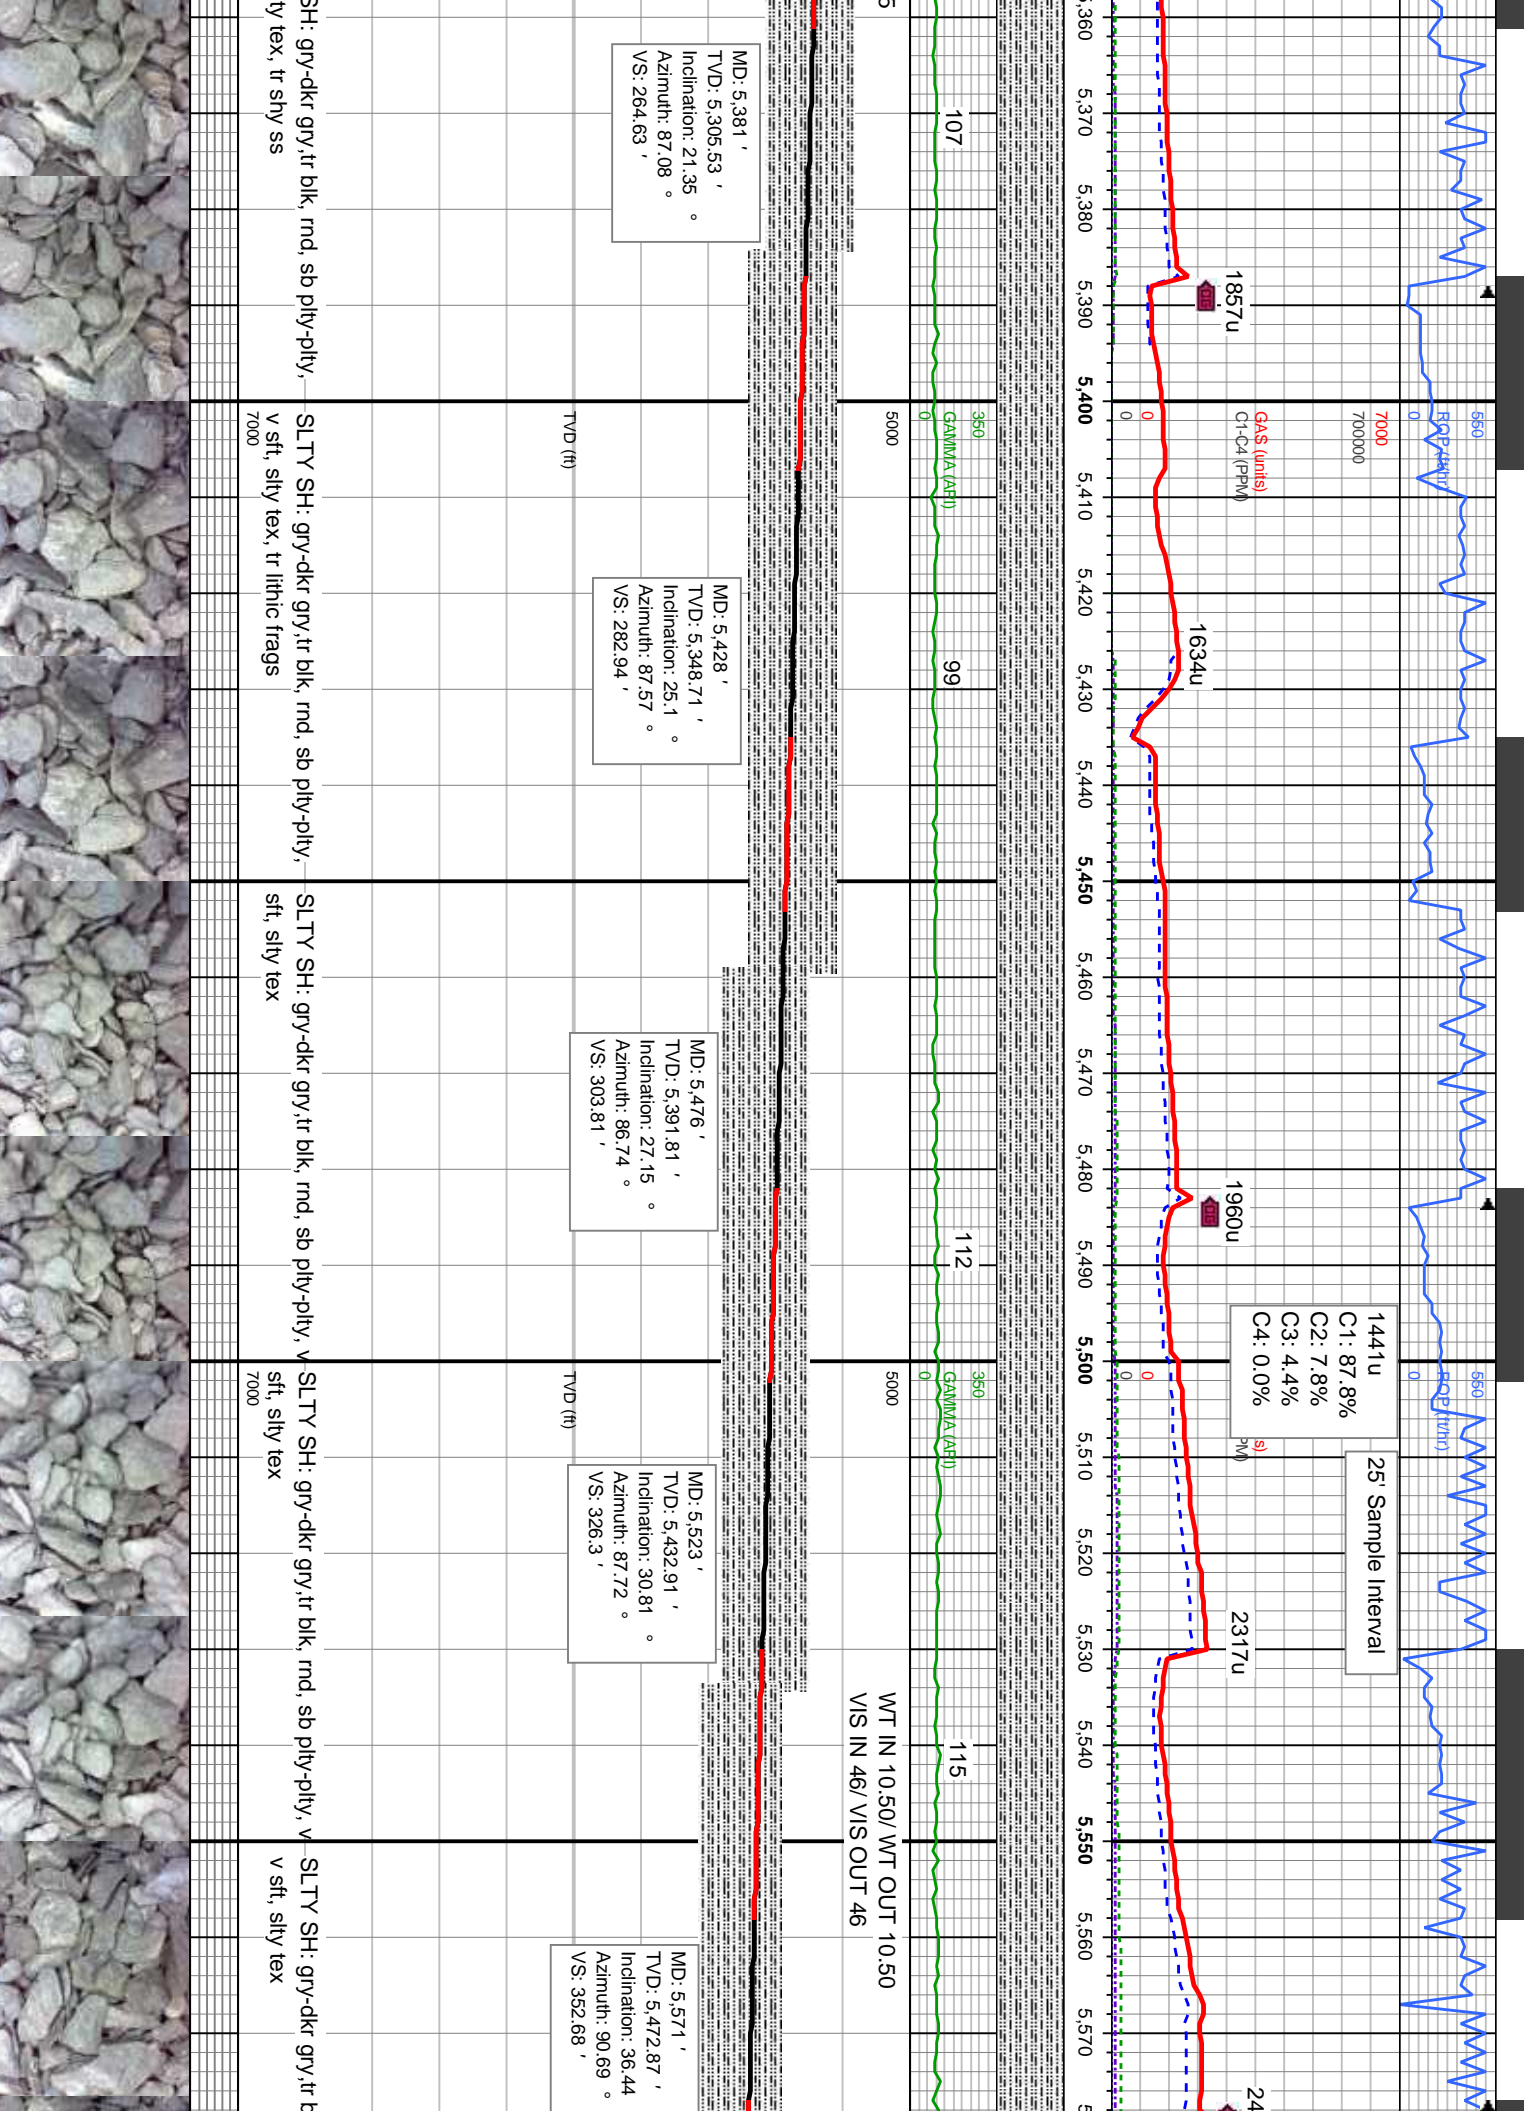 550
ROP (ft/hr)
0
7000
700000
GAS (units)
C1-C4 (PPM)
0
0
1857u
1634u
1960u
1441u
C1: 87.8%
C2: 7.8%
C3: 4.4%
C4: 0.0%
25' Sample Interval
550
ROP (ft/hr)
0
0
0
2317u
5,370
5,380
5,390
5,400
5,410
5,420
5,430
5,440
5,450
5,460
5,470
5,480
5,490
5,500
5,510
5,520
5,530
5,540
5,550
5,560
5,570
350
GAMMA (API)
0
107
99
112
350
GAMMA (API)
0
115
5000
5000
WT IN 10.50/ WT OUT 10.50
VIS IN 46/ VIS OUT 46
MD: 5,381 '
TVD: 5,305.53 '
Inclination: 21.35 °
Azimuth: 87.08 °
VS: 264.63 '
MD: 5,428 '
TVD: 5,348.71 '
Inclination: 25.1 °
Azimuth: 87.57 °
VS: 282.94 '
MD: 5,476 '
TVD: 5,391.81 '
Inclination: 27.15 °
Azimuth: 86.74 °
VS: 303.81 '
MD: 5,523 '
TVD: 5,432.91 '
Inclination: 30.81 °
Azimuth: 87.72 °
VS: 326.3 '
MD: 5,571 '
TVD: 5,472.87 '
Inclination: 36.44
Azimuth: 90.69 °
VS: 352.68 '
TVD (ft)
TVD (ft)
7000
7000
SH: gry-dkr gry,tr blk, rnd, sb plty-plty,
ty tex, tr shy ss
SLTY SH: gry-dkr gry,tr blk, rnd, sb plty-plty,
v sft, slty tex, tr lithic frags
SLTY SH: gry-dkr gry,tr blk, rnd, sb plty-plty, v
sft, slty tex
SLTY SH: gry-dkr gry,tr blk, rnd, sb plty-plty, v
sft, slty tex
SLTY SH: gry-dkr gry,tr b
v sft, slty tex